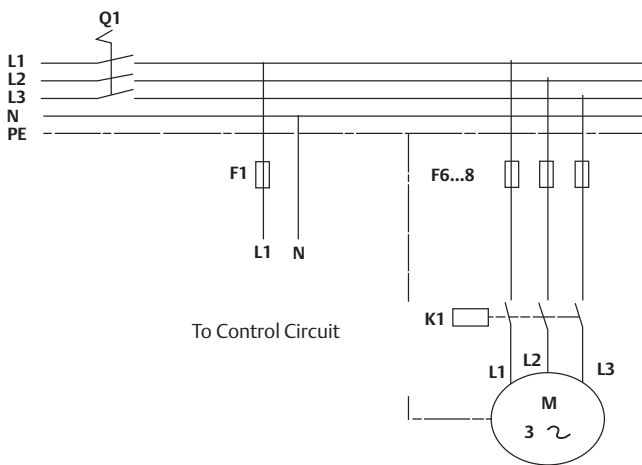 Q1
L1
L2
L3
N
PE
F1
F6...8
L1 N
To Control Circuit
K1
L1
L2
L3
M
3